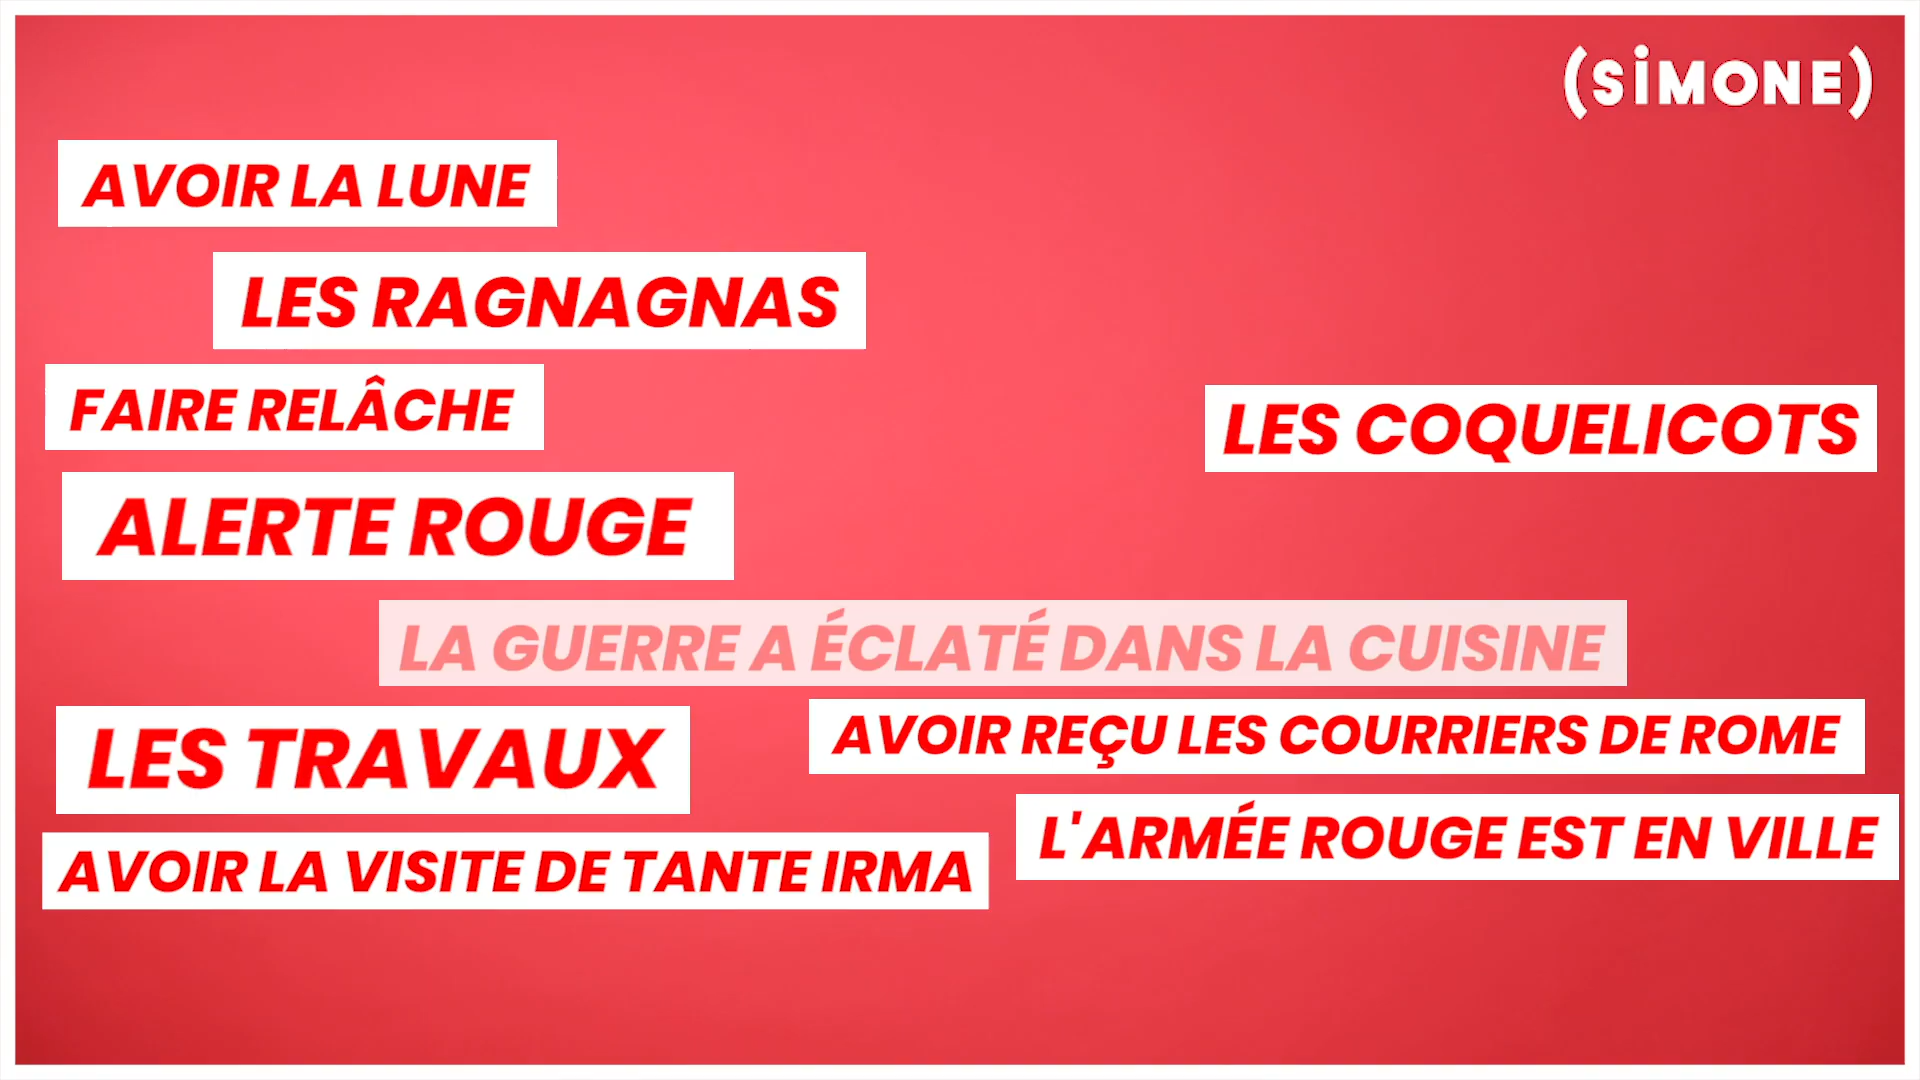 (SiMONE)
AVOIR LA LUNE
LES RAGNAGNAS
FAIRE RELÂCHE
LES COQUELICOTS
ALERTE ROUGE
LA GUERRE A ÉCLATÉ DANS LA CUISINE
LES TRAVAUX
AVOIR REÇU LES COURRIERS DE ROME
L'ARMÉE ROUGE EST EN VILLE
AVOIR LA VISITE DE TANTE IRMA